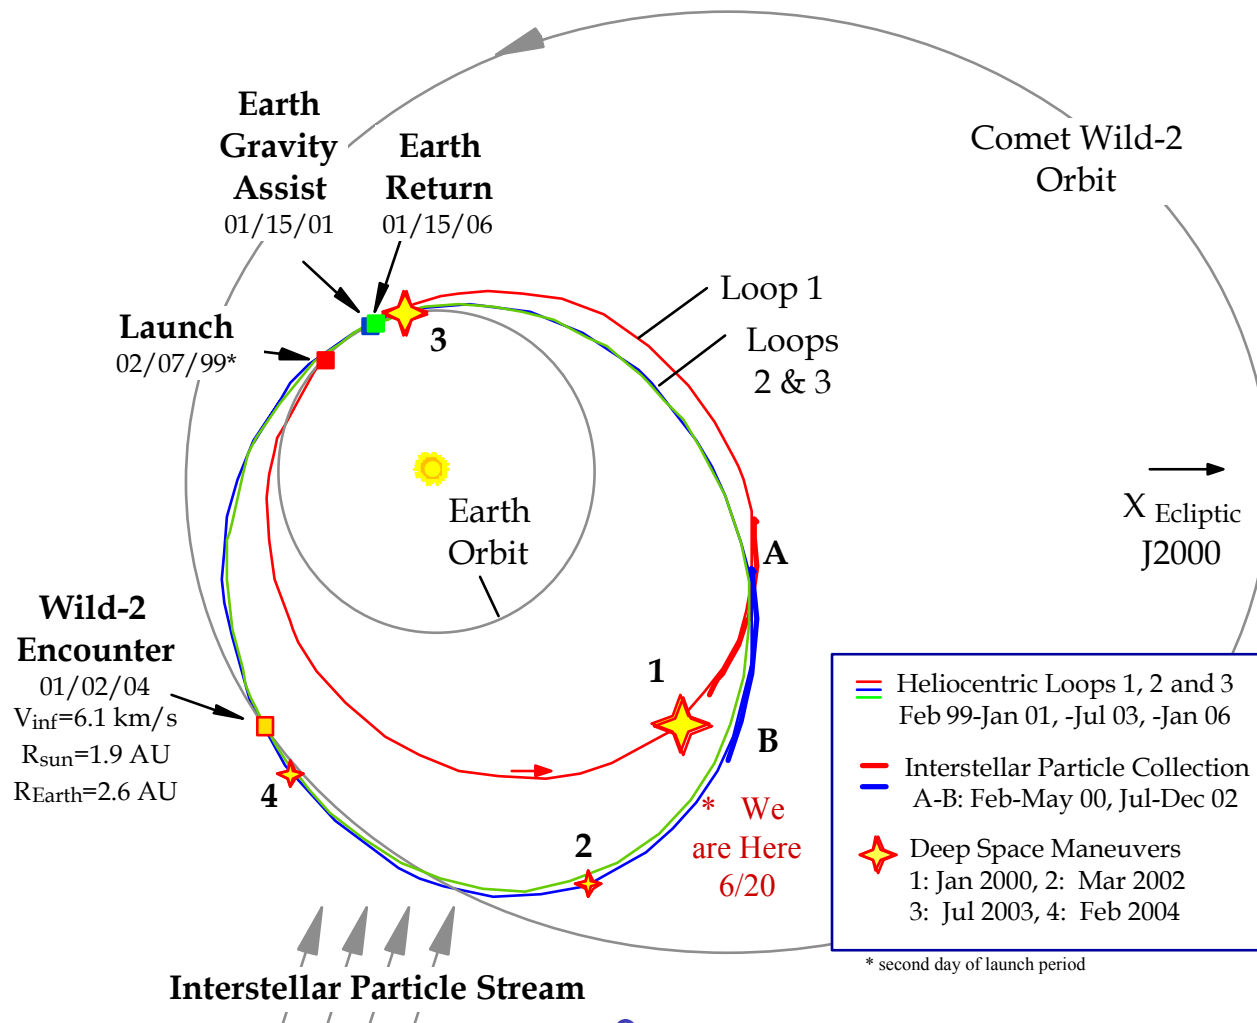 Earth
Gravity
Assist
01/15/01
Earth
Return
01/15/06
Comet Wild-2
Orbit
Launch
02/07/99*
3
Loop 1
Loops
2 & 3
Earth
Orbit
X Ecliptic
J2000
A
Wild-2
Encounter
01/02/04
Vinf=6.1 km/s
Rsun=1.9 AU
REarth=2.6 AU
1
B
4
2
* We
are Here
6/20
Heliocentric Loops 1, 2 and 3
Feb 99-Jan 01, -Jul 03, -Jan 06
Interstellar Particle Collection
A-B: Feb-May 00, Jul-Dec 02
Deep Space Maneuvers
1: Jan 2000, 2: Mar 2002
3: Jul 2003, 4: Feb 2004
* second day of launch period
Interstellar Particle Stream